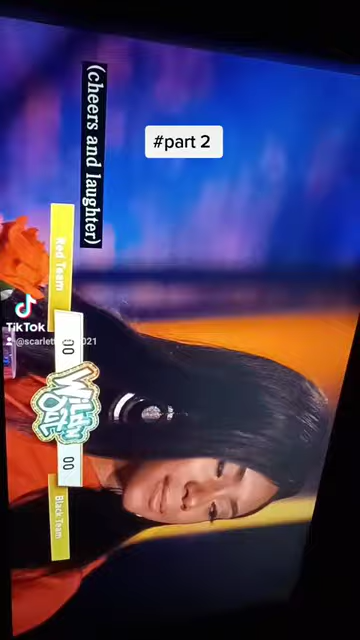 (cheers and laughter)
#part 2
Red Team
00
WiLD'N
OUT
00
Black Team
TikTok